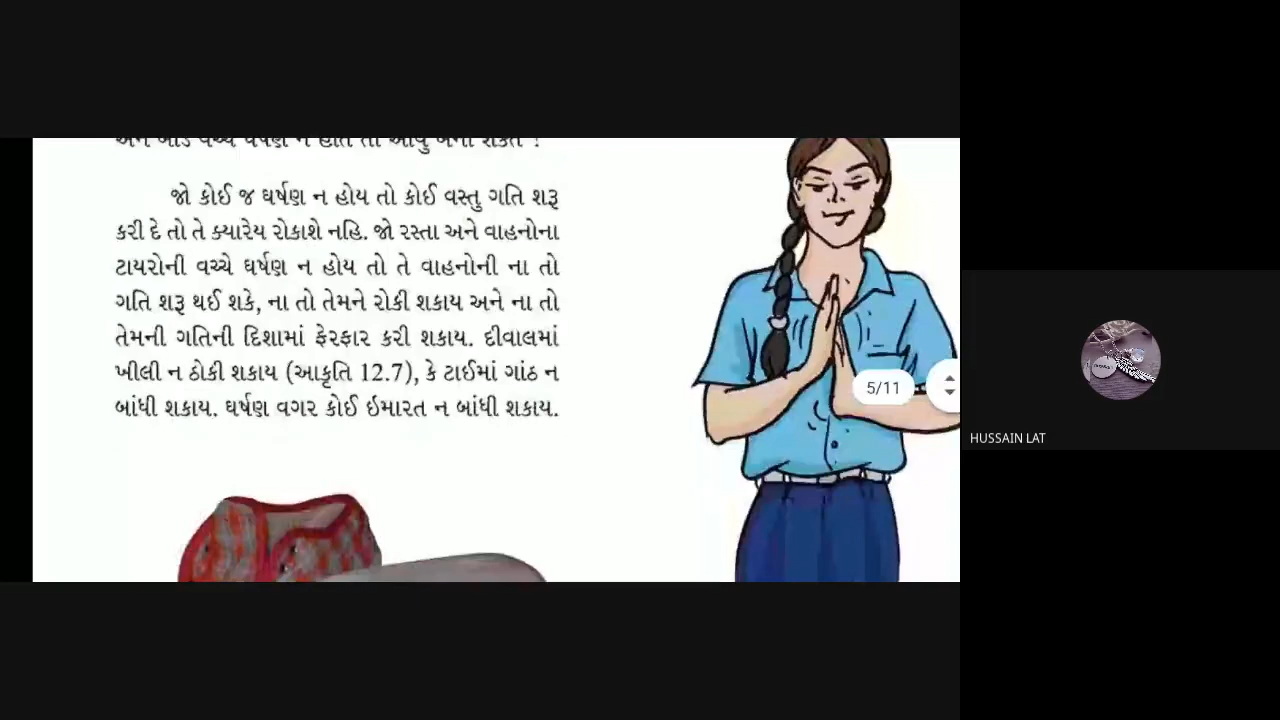 જો કોઈ જ ઘર્ષણ ન હોય તો કોઈ વસ્તુ ગતિ શરૂ
કરી દે તો તે ક્યારેય રોકાશે નહિ. જો રસ્તા અને વાહનોના
ટાયરોની વચ્ચે ઘર્ષણ ન હોય તો તે વાહનોની ના તો
ગતિ શરૂ થઈ શકે, ના તો તેમને રોકી શકાય અને ના તો
તેમની ગતિની દિશામાં ફેરફાર કરી શકાય. દીવાલમાં
ખીલી ન ઠોકી શકાય (આકૃતિ 12.7), કે ટાઈમાં ગાંઠ ન
બાંધી શકાય. ઘર્ષણ વગર કોઈ ઇમારત ન બાંધી શકાય.
5/11
HUSSAIN LAT